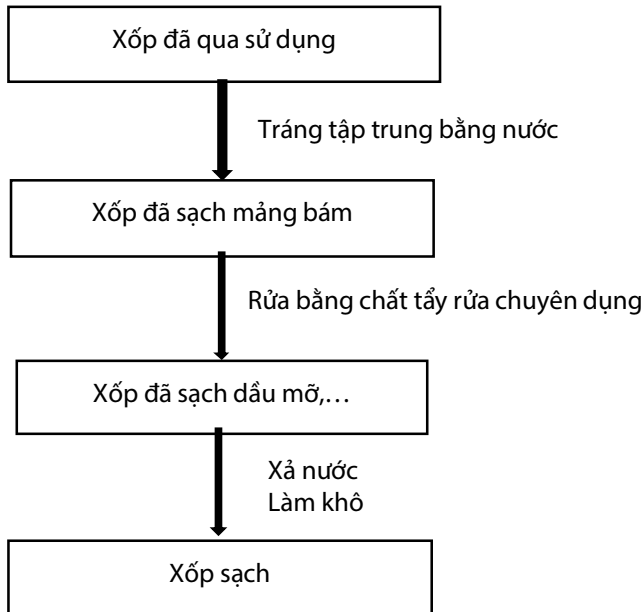 Xốp đã qua sử dụng
Tráng tập trung bằng nước
Xốp đã sạch mảng bám
Rửa bằng chất tẩy rửa chuyên dụng
Xốp đã sạch dầu mỡ,...
Xả nước
Làm khô
Xốp sạch